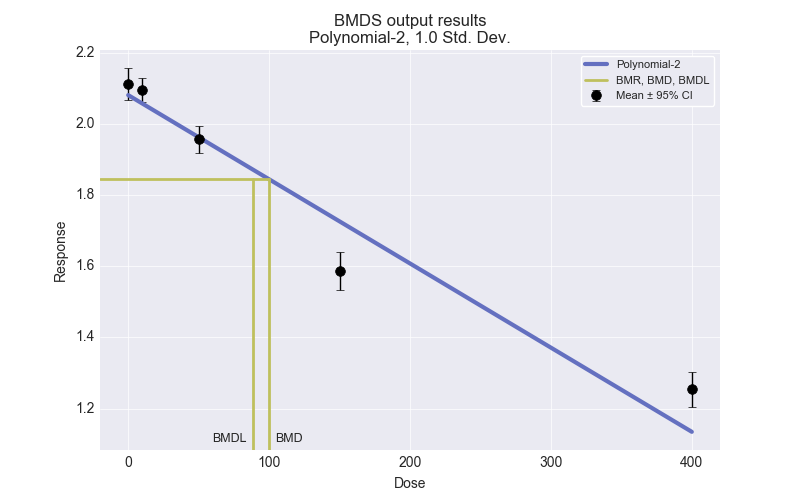 BMDS output results
Polynomial-2, 1.0 Std. Dev.
Polynomial-2
BMR, BMD, BMDL
Mean ± 95% CI
2.2
2.0
1.8
1.6
1.4
1.2
Response
BMDL
BMD
0
100
200
300
400
Dose